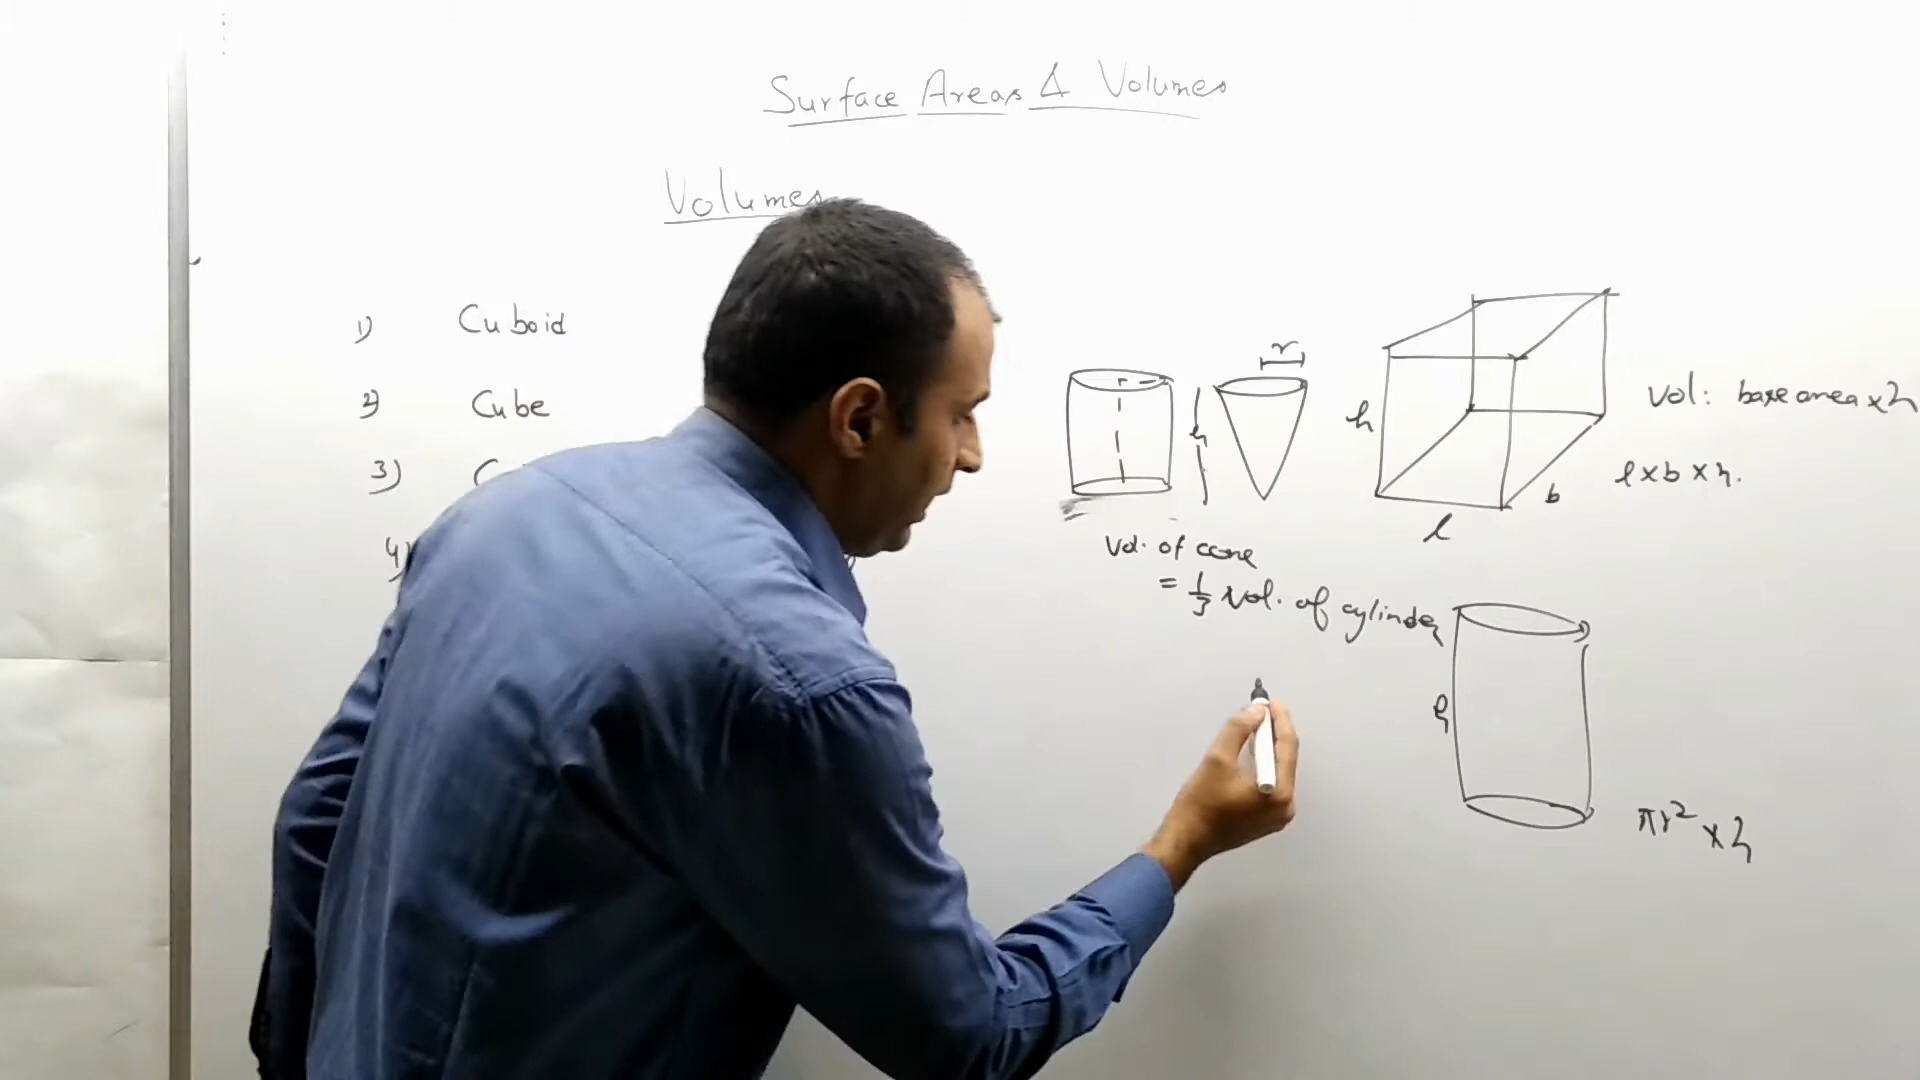 Surface Areas & Volumes
Volumes
1) Cuboid
2) Cube
3)
4)
r
h
h
l
b
Vol: base area x h
l x b x h.
Vol. of cone
= 1/3 vol. of cylinder
h
πr² x h